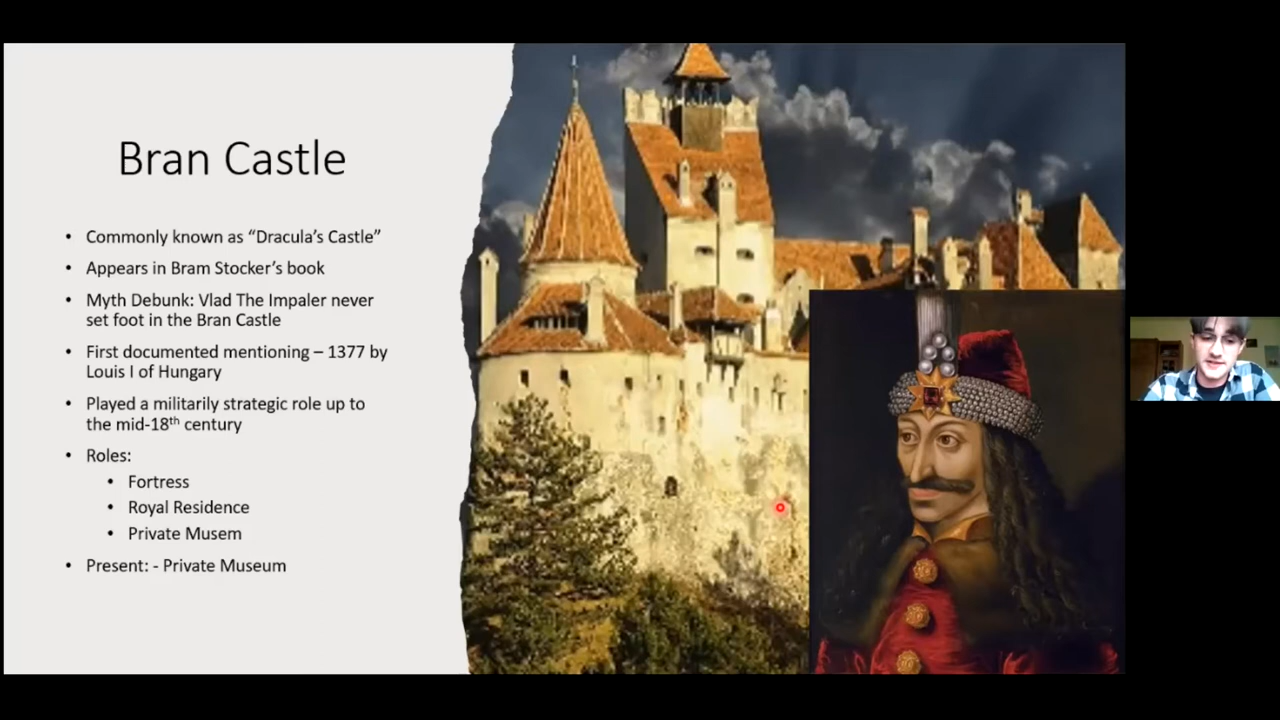 Bran Castle
• Commonly known as “Dracula’s Castle”
• Appears in Bram Stocker’s book
• Myth Debunk: Vlad The Impaler never
set foot in the Bran Castle
• First documented mentioning – 1377 by
Louis I of Hungary
• Played a militarily strategic role up to
the mid-18th century
• Roles:
• Fortress
• Royal Residence
• Private Musem
• Present: - Private Museum